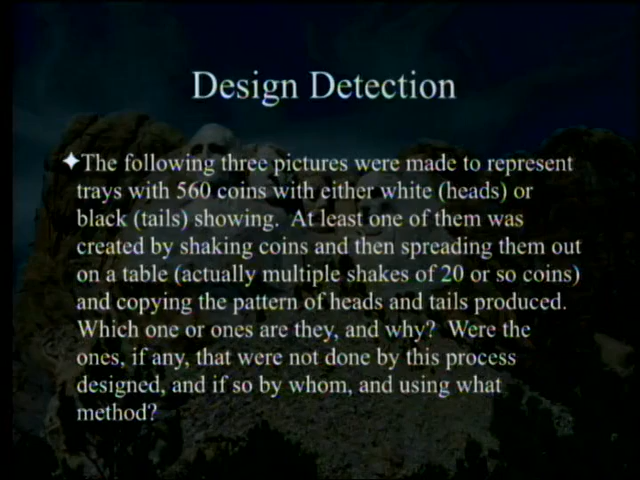 Design Detection
✦The following three pictures were made to represent
trays with 560 coins with either white (heads) or
black (tails) showing.  At least one of them was
created by shaking coins and then spreading them out
on a table (actually multiple shakes of 20 or so coins)
and copying the pattern of heads and tails produced.
Which one or ones are they, and why?  Were the
ones, if any, that were not done by this process
designed, and if so by whom, and using what
method?